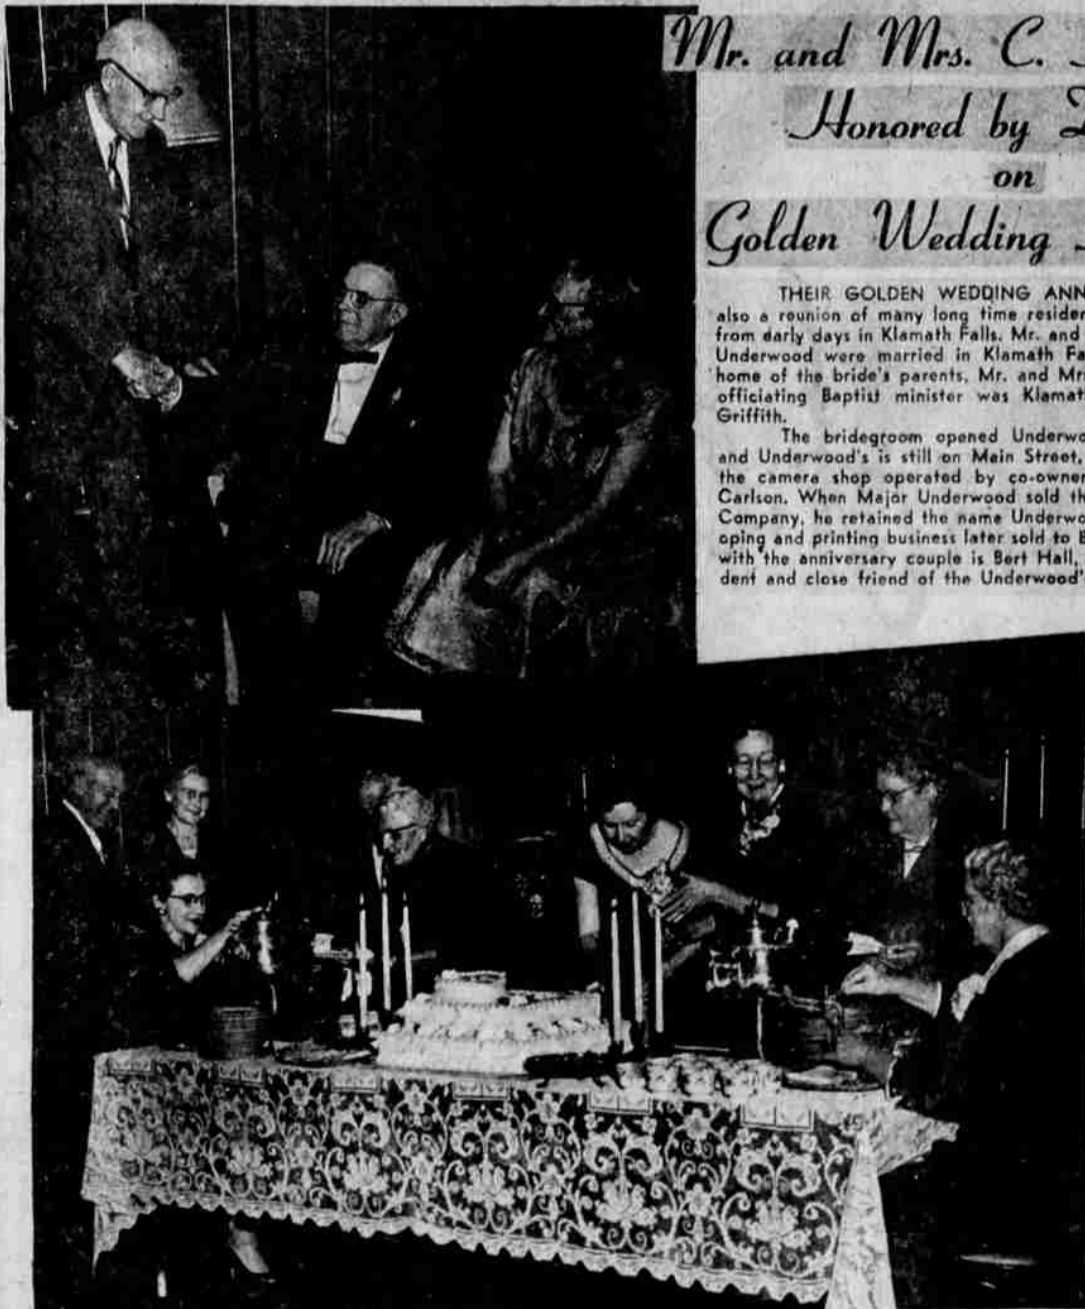 Mr. and Mrs. C.
Honored by
on
Golden Wedding
THEIR GOLDEN WEDDING ANN
also a reunion of many long time residen
from early days in Klamath Falls. Mr. and
Underwood were married in Klamath Fa
home of the bride's parents, Mr. and Mrs
officiating Baptist minister was Klamat
Griffith.
The bridegroom opened Underwo
and Underwood's is still on Main Street,
the camera shop operated by co-owner
Carlson. When Major Underwood sold th
Company, he retained the name Underwo
oping and printing business later sold to B
with the anniversary couple is Bert Hall,
dent and close friend of the Underwood'